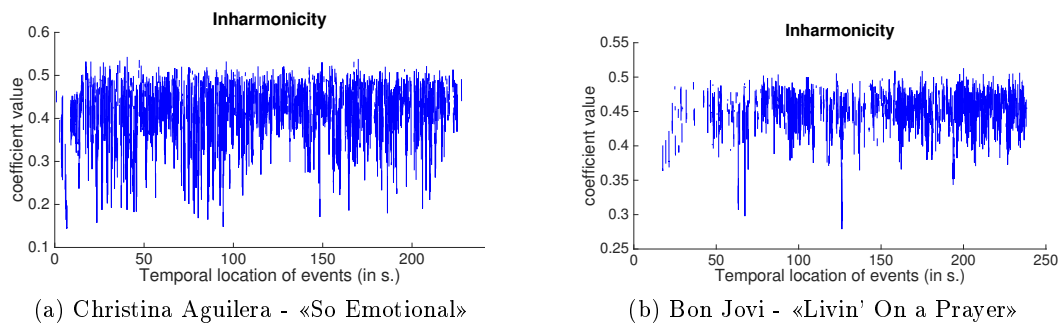 Inharmonicity
0.6
0.5
0.4
0.3
0.2
0.1
coefficient value
0 50 100 150 200
Temporal location of events (in s.)
(a) Christina Aguilera - «So Emotional»
Inharmonicity
0.55
0.5
0.45
0.4
0.35
0.3
0.25
coefficient value
0 50 100 150 200 250
Temporal location of events (in s.)
(b) Bon Jovi - «Livin' On a Prayer»